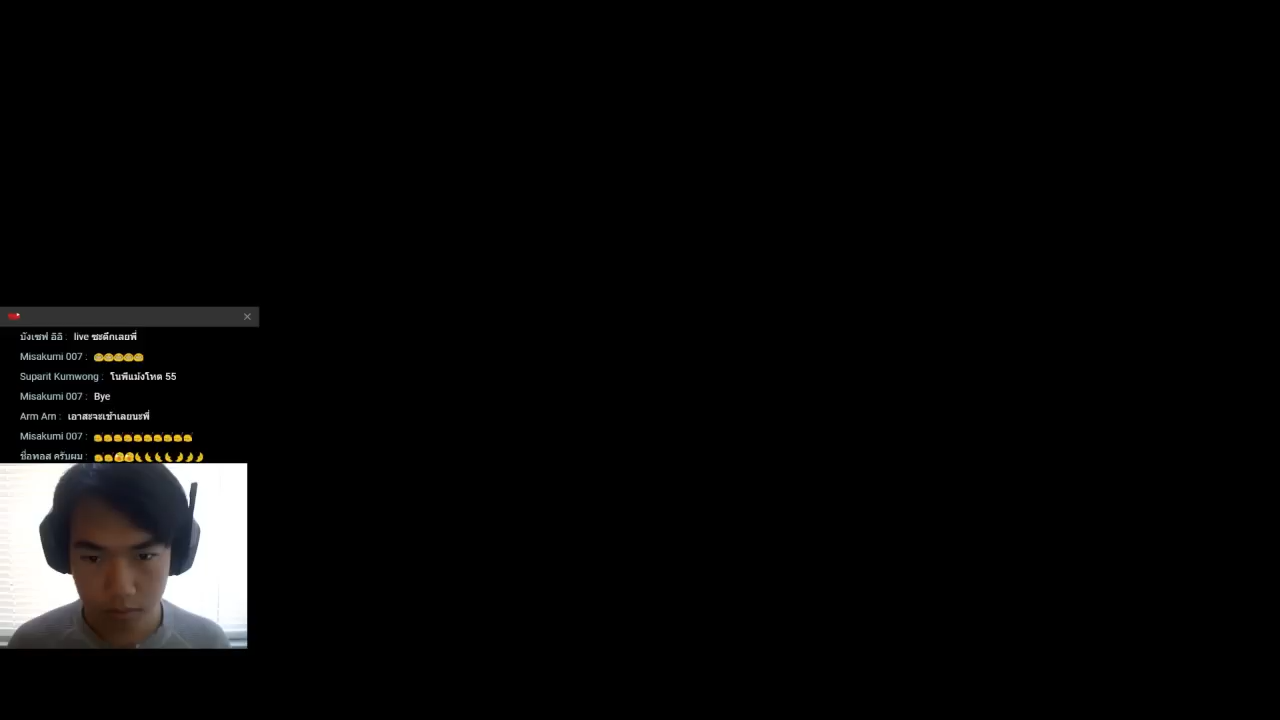 บังเชฟ อิอิ : live ซะดึกเลยพี่
Misakumi 007 :
Suparit Kumwong : โนพีแม้งโหด 55
Misakumi 007 : Bye
Arm Arn : เอาสะจะเช้าเลยนะพี่
Misakumi 007 :
ชื่อทอส ครับผม :